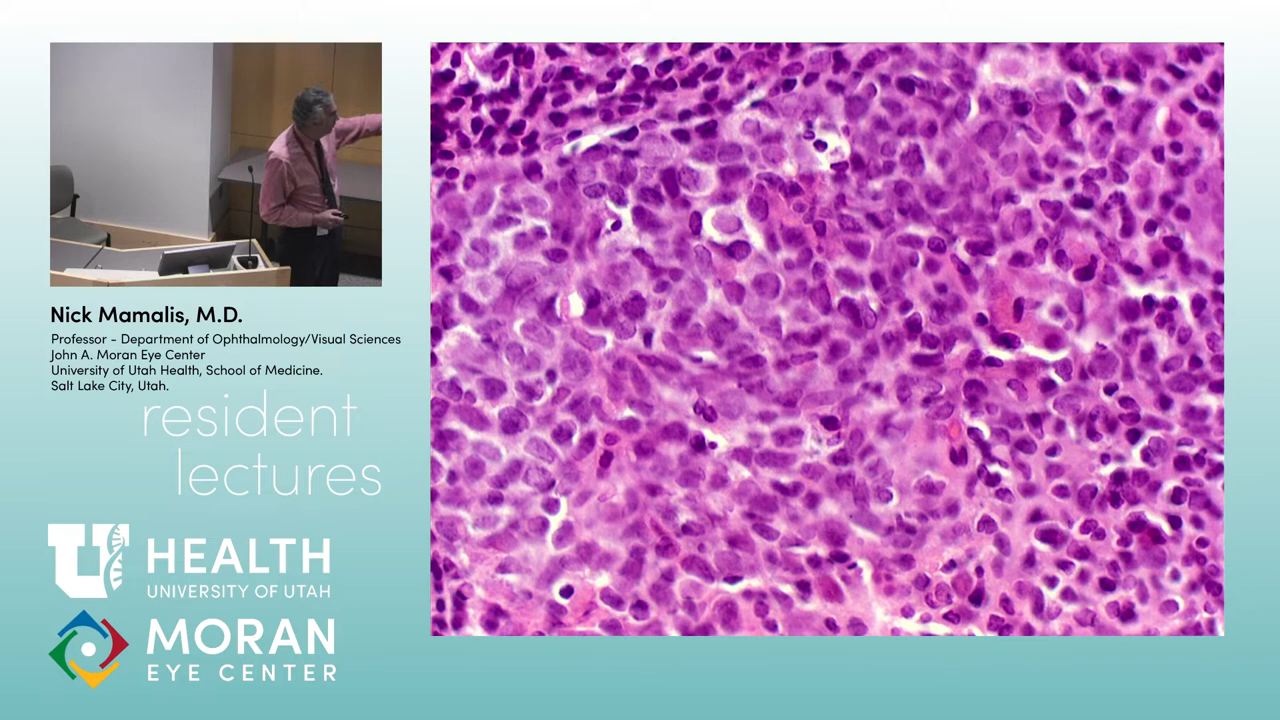 Nick Mamalis, M.D.
Professor - Department of Ophthalmology/Visual Sciences
John A. Moran Eye Center
University of Utah Health, School of Medicine.
Salt Lake City, Utah.
resident
lectures
U HEALTH
UNIVERSITY OF UTAH
MORAN
EYE CENTER